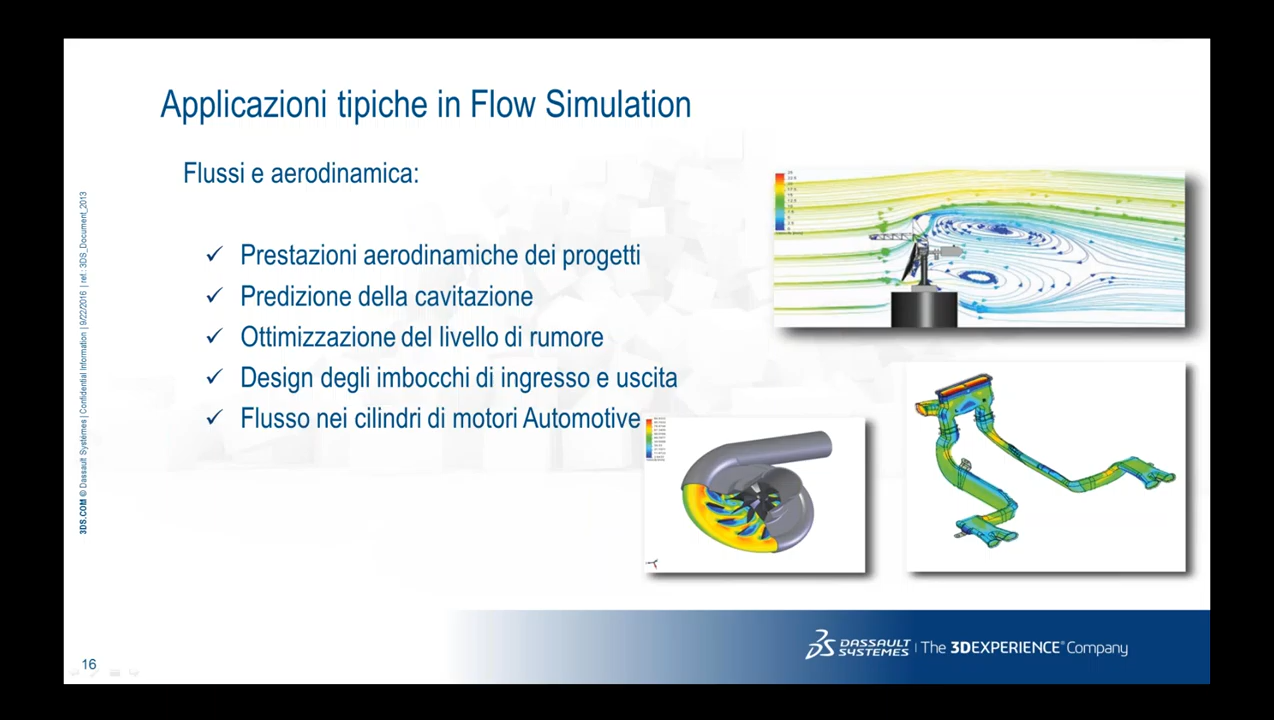 Applicazioni tipiche in Flow Simulation
Flussi e aerodinamica:
✓ Prestazioni aerodinamiche dei progetti
✓ Predizione della cavitazione
✓ Ottimizzazione del livello di rumore
✓ Design degli imbocchi di ingresso e uscita
✓ Flusso nei cilindri di motori Automotive
3DS.COM © Dassault Systèmes | Confidential Information | 9/22/2016 | ref.: 3DS_Document_2013
16
3DS DASSAULT SYSTEMES | The 3DEXPERIENCE® Company